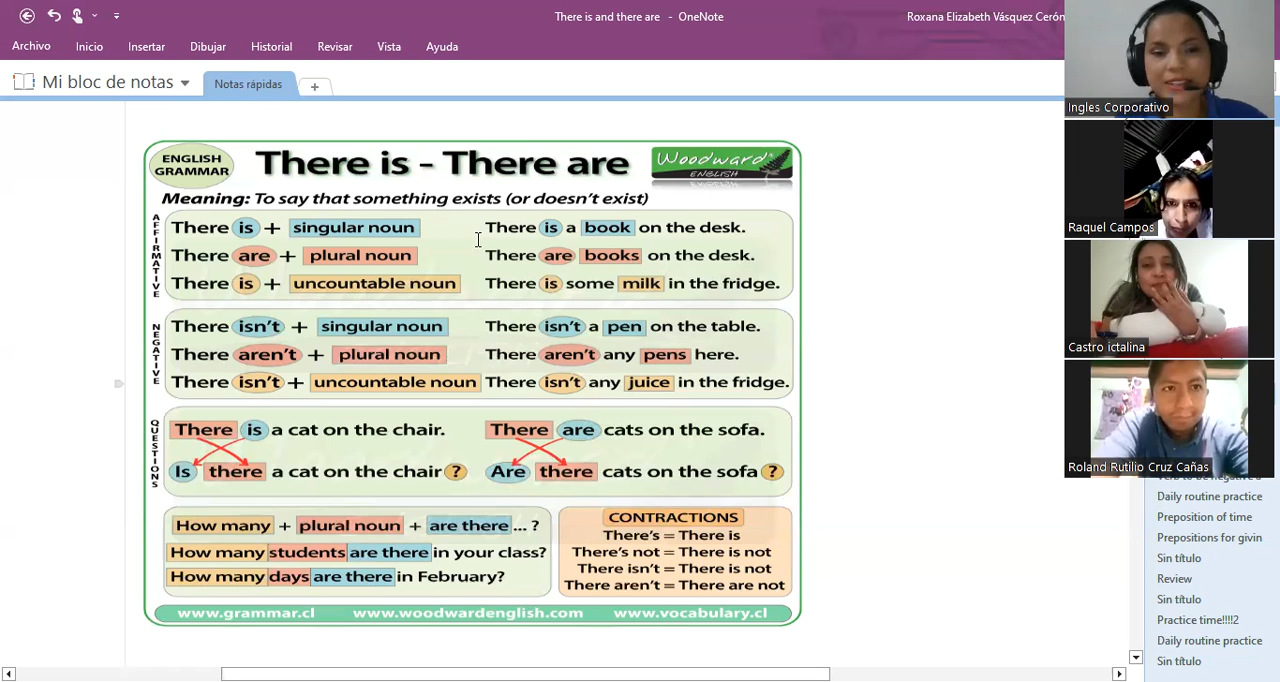 There is and there are - OneNote
Roxana Elizabeth Vásquez Cerón
Archivo Inicio Insertar Dibujar Historial Revisar Vista Ayuda
Mi bloc de notas
Notas rápidas
+
ENGLISH GRAMMAR
There is - There are
Woodward ENGLISH
Meaning: To say that something exists (or doesn't exist)
AFFIRMATIVE
There is + singular noun There is a book on the desk.
There are + plural noun There are books on the desk.
There is + uncountable noun There is some milk in the fridge.
NEGATIVE
There isn't + singular noun There isn't a pen on the table.
There aren't + plural noun There aren't any pens here.
There isn't + uncountable noun There isn't any juice in the fridge.
QUESTIONS
There is a cat on the chair. There are cats on the sofa.
Is there a cat on the chair ? Are there cats on the sofa ?
How many + plural noun + are there ... ?
How many students are there in your class?
How many days are there in February?
CONTRACTIONS
There's = There is
There's not = There is not
There isn't = There is not
There aren't = There are not
www.grammar.cl www.woodwardenglish.com www.vocabulary.cl
Ingles Corporativo
Raquel Campos
Castro ictalina
Roland Rutilio Cruz Cañas
Daily routine practice
Preposition of time
Prepositions for givin
Sin título
Review
Sin título
Practice time!!!!2
Daily routine practice
Sin título